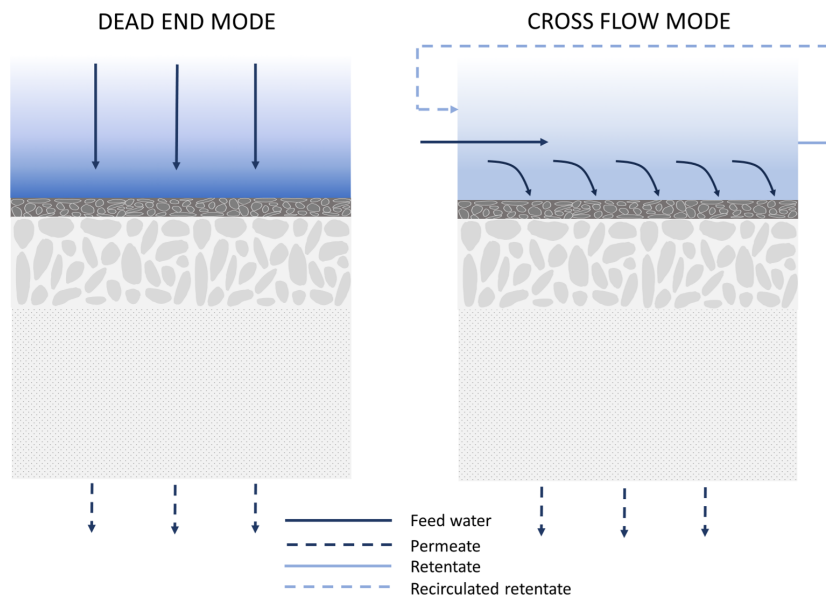 DEAD END MODE
CROSS FLOW MODE
Feed water
Permeate
Retentate
Recirculated retentate